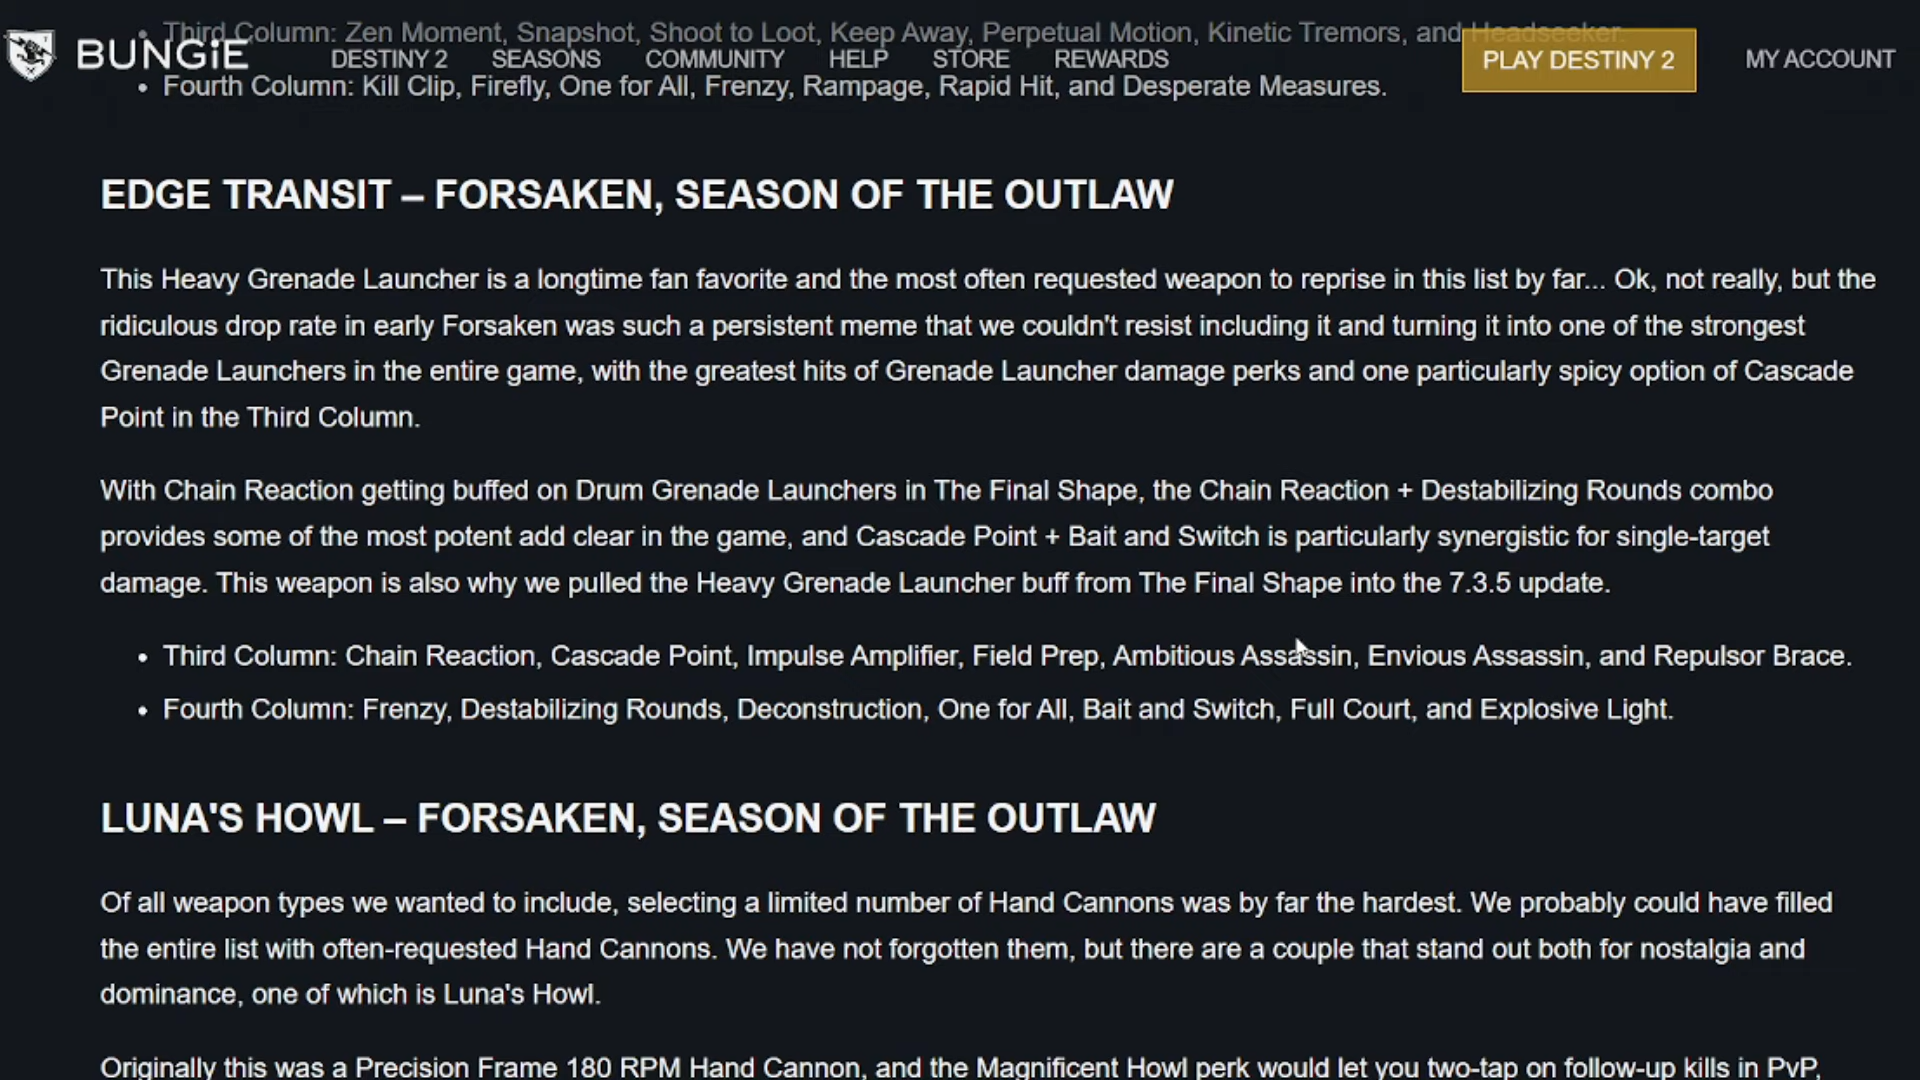 • Third Column: Zen Moment, Snapshot, Shoot to Loot, Keep Away, Perpetual Motion, Kinetic Tremors, and Headseeker.
BUNGiE DESTINY 2 SEASONS COMMUNITY HELP STORE REWARDS PLAY DESTINY 2 MY ACCOUNT
• Fourth Column: Kill Clip, Firefly, One for All, Frenzy, Rampage, Rapid Hit, and Desperate Measures.
EDGE TRANSIT – FORSAKEN, SEASON OF THE OUTLAW
This Heavy Grenade Launcher is a longtime fan favorite and the most often requested weapon to reprise in this list by far... Ok, not really, but the
ridiculous drop rate in early Forsaken was such a persistent meme that we couldn't resist including it and turning it into one of the strongest
Grenade Launchers in the entire game, with the greatest hits of Grenade Launcher damage perks and one particularly spicy option of Cascade
Point in the Third Column.
With Chain Reaction getting buffed on Drum Grenade Launchers in The Final Shape, the Chain Reaction + Destabilizing Rounds combo
provides some of the most potent add clear in the game, and Cascade Point + Bait and Switch is particularly synergistic for single-target
damage. This weapon is also why we pulled the Heavy Grenade Launcher buff from The Final Shape into the 7.3.5 update.
• Third Column: Chain Reaction, Cascade Point, Impulse Amplifier, Field Prep, Ambitious Assassin, Envious Assassin, and Repulsor Brace.
• Fourth Column: Frenzy, Destabilizing Rounds, Deconstruction, One for All, Bait and Switch, Full Court, and Explosive Light.
LUNA'S HOWL – FORSAKEN, SEASON OF THE OUTLAW
Of all weapon types we wanted to include, selecting a limited number of Hand Cannons was by far the hardest. We probably could have filled
the entire list with often-requested Hand Cannons. We have not forgotten them, but there are a couple that stand out both for nostalgia and
dominance, one of which is Luna's Howl.
Originally this was a Precision Frame 180 RPM Hand Cannon, and the Magnificent Howl perk would let you two-tap on follow-up kills in PvP,